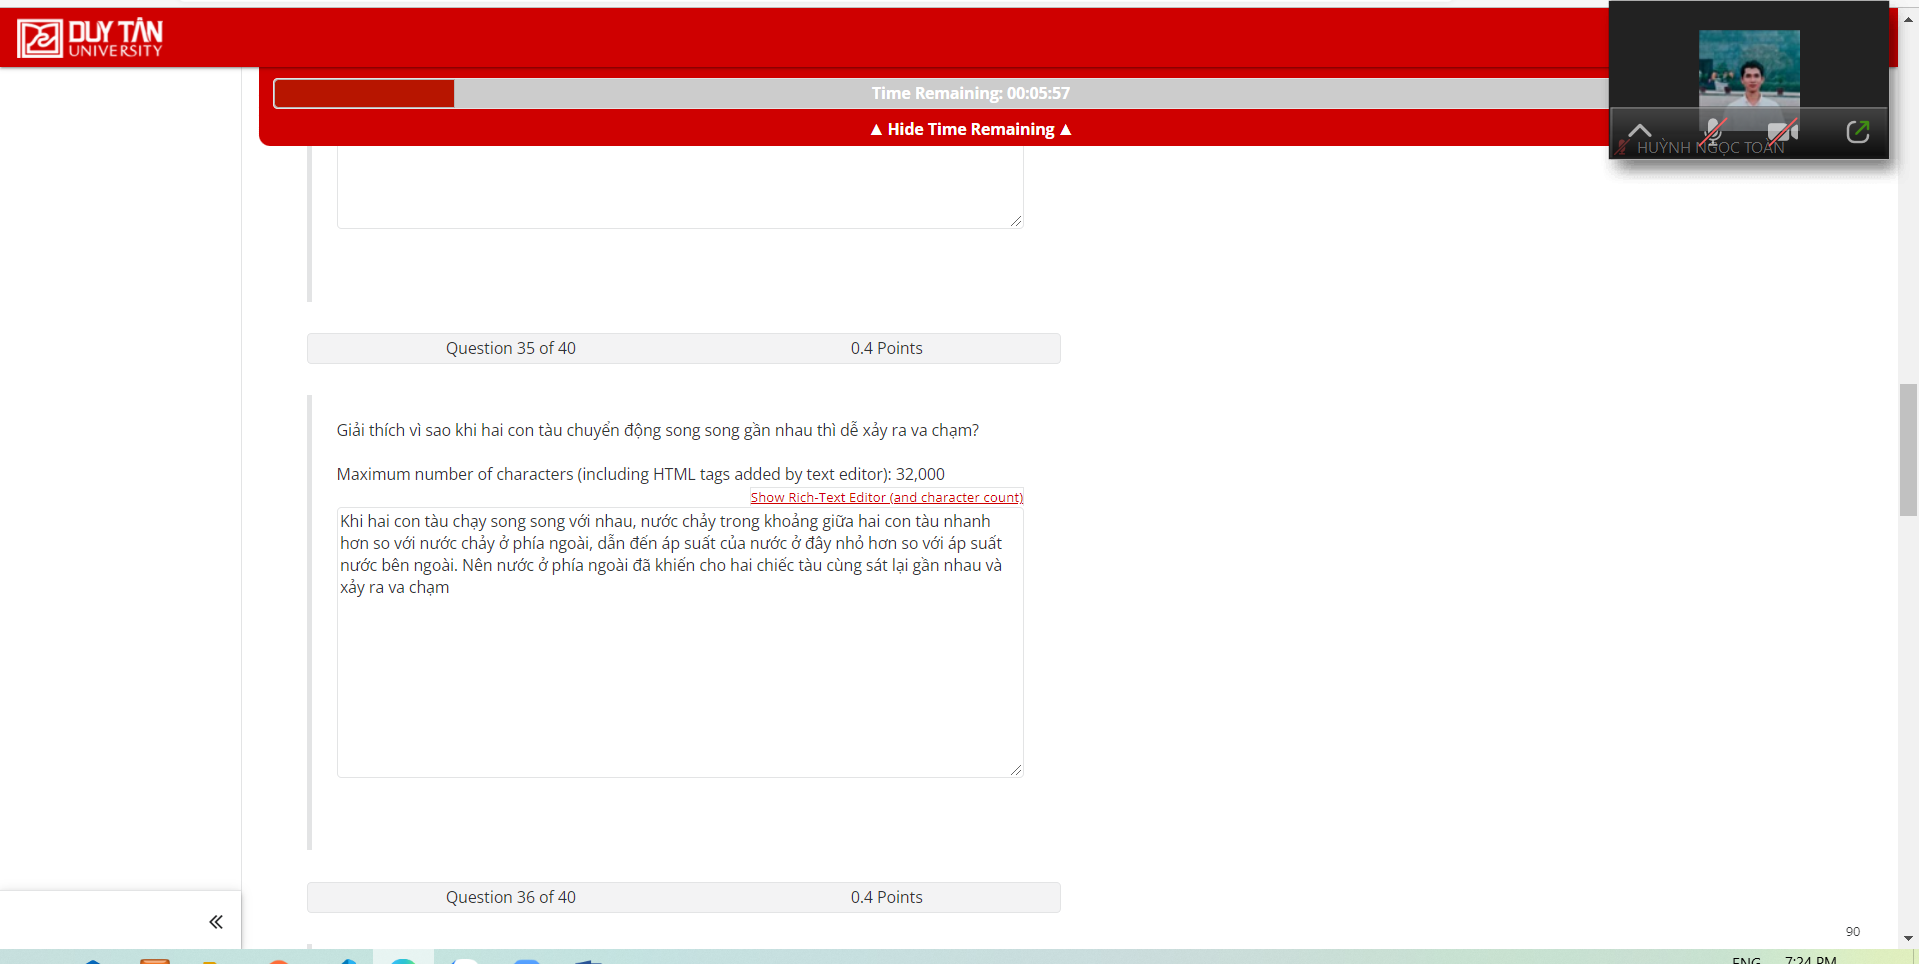 DUY TÂN
UNIVERSITY
Time Remaining: 00:05:57
▲ Hide Time Remaining ▲
HUỲNH NGỌC TOÀN
Question 35 of 40 0.4 Points
Giải thích vì sao khi hai con tàu chuyển động song song gần nhau thì dễ xảy ra va chạm?
Maximum number of characters (including HTML tags added by text editor): 32,000
Show Rich-Text Editor (and character count)
Khi hai con tàu chạy song song với nhau, nước chảy trong khoảng giữa hai con tàu nhanh
hơn so với nước chảy ở phía ngoài, dẫn đến áp suất của nước ở đây nhỏ hơn so với áp suất
nước bên ngoài. Nên nước ở phía ngoài đã khiến cho hai chiếc tàu cùng sát lại gần nhau và
xảy ra va chạm
Question 36 of 40 0.4 Points
90
ENG 7:24 PM